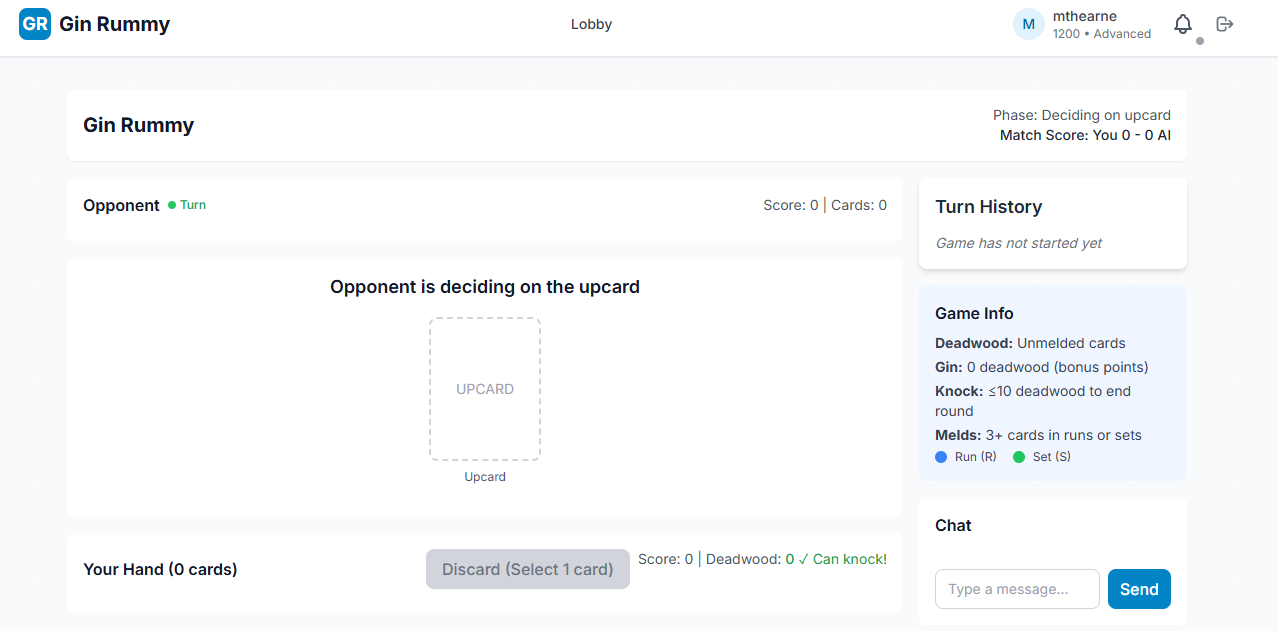 GR Gin Rummy
Lobby
M
mthearne
1200 • Advanced
Gin Rummy
Phase: Deciding on upcard
Match Score: You 0 - 0 AI
Opponent
Turn
Score: 0 | Cards: 0
Opponent is deciding on the upcard
UPCARD
Upcard
Your Hand (0 cards)
Discard (Select 1 card)
Score: 0 | Deadwood: 0 ✓ Can knock!
Turn History
Game has not started yet
Game Info
Deadwood: Unmelded cards
Gin: 0 deadwood (bonus points)
Knock: ≤10 deadwood to end
round
Melds: 3+ cards in runs or sets
Run (R) Set (S)
Chat
Type a message...
Send